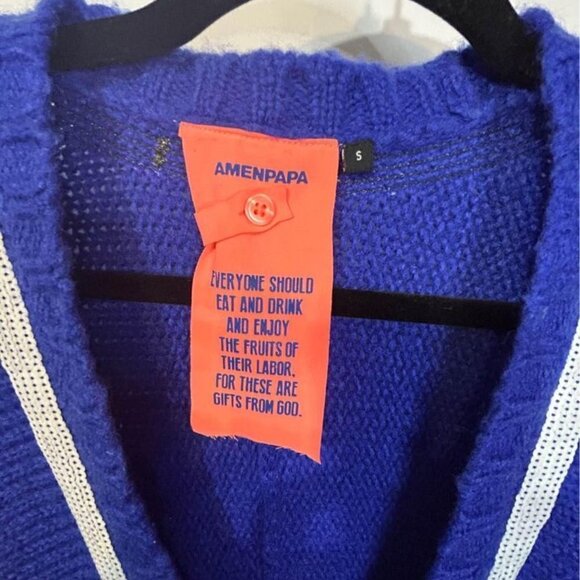 AMENPAPA
S
EVERYONE SHOULD
EAT AND DRINK
AND ENJOY
THE FRUITS OF
THEIR LABOR.
FOR THESE ARE
GIFTS FROM GOD.